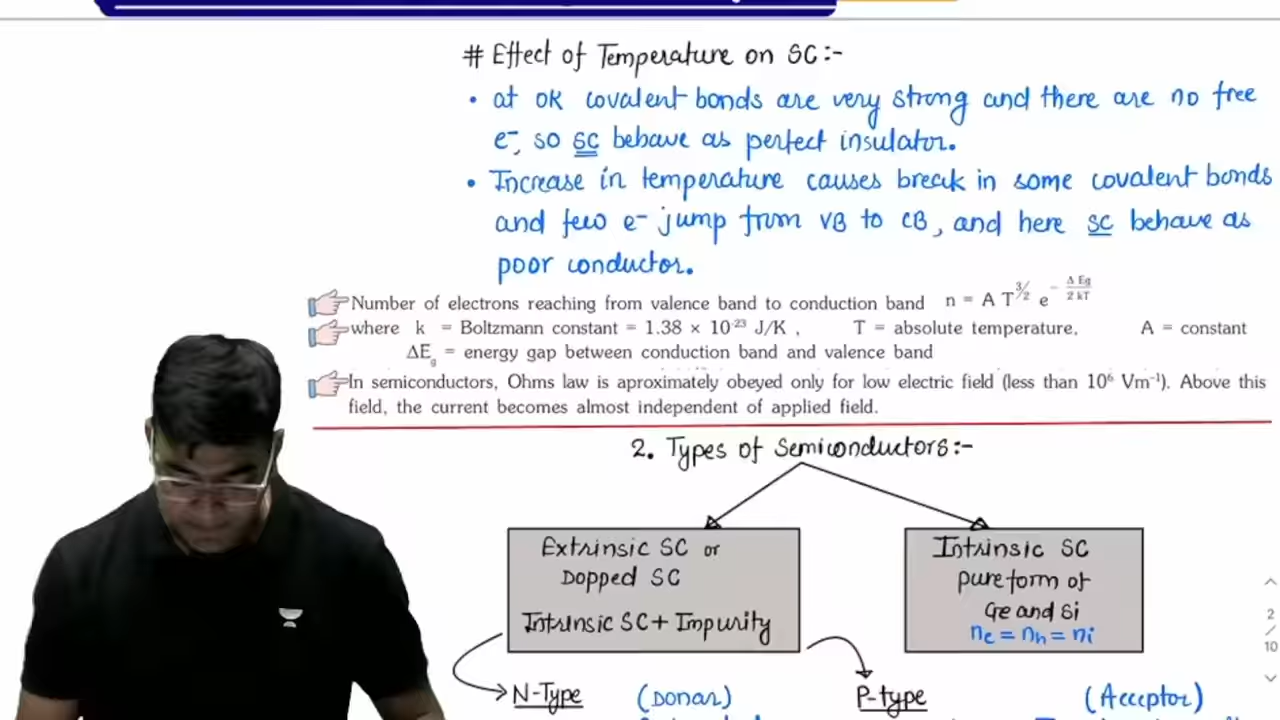 # Effect of Temperature on SC:-
• at 0K covalent bonds are very strong and there are no free
e⁻, so SC behave as perfect insulator.
• Increase in temperature causes break in some covalent bonds
and few e- jump from VB to CB, and here SC behave as
poor conductor.
Number of electrons reaching from valence band to conduction band n = A T^3/2 e^-ΔEg/2kT
where k = Boltzmann constant = 1.38 × 10⁻²³ J/K , T = absolute temperature, A = constant
ΔEg = energy gap between conduction band and valence band
In semiconductors, Ohms law is aproximately obeyed only for low electric field (less than 10⁶ Vm⁻¹). Above this
field, the current becomes almost independent of applied field.
2. Types of Semiconductors:-
Extrinsic SC or
Dopped SC
Intrinsic SC + Impurity
Intrinsic SC
pure form of
Ge and Si
ne = nh = ni
2
/
10
N-Type (Donar) P-type (Acceptor)